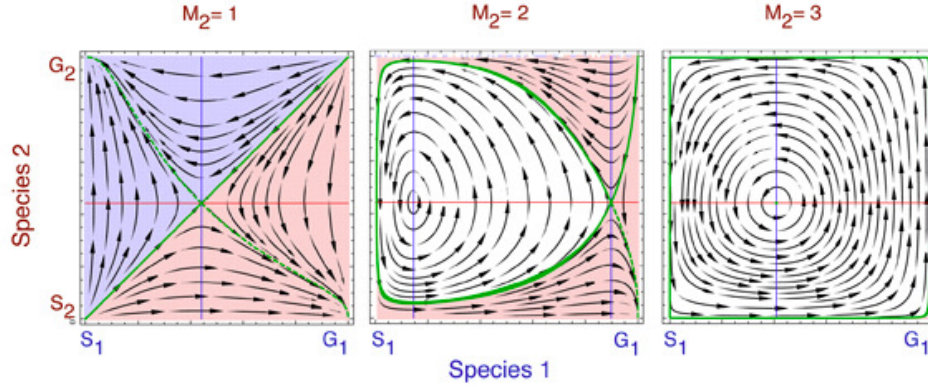 M2= 1
M2= 2
M2= 3
G2
Species 2
S2
S1
G1
S1
G1
S1
G1
Species 1